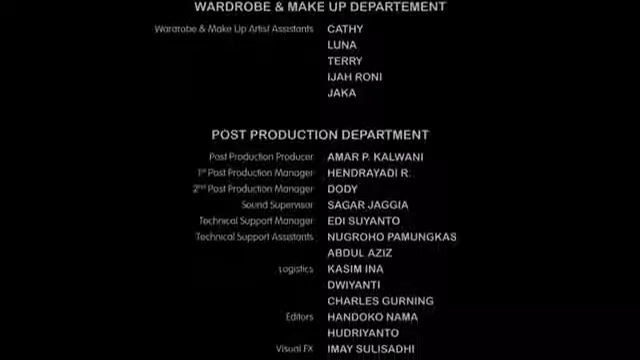 WARDROBE & MAKE UP DEPARTEMENT
Wararobe & Make Up Artist Assistants CATHY
LUNA
TERRY
IJAH RONI
JAKA
POST PRODUCTION DEPARTMENT
Post Production Producer AMAR P. KALWANI
1st Post Production Manager HENDRAYADI R.
2nd Post Production Manager DODY
Sound Supervisor SAGAR JAGGIA
Technical Support Manager EDI SUYANTO
Technical Support Assistants NUGROHO PAMUNGKAS
ABDUL AZIZ
Logistics KASIM INA
DWIYANTI
CHARLES GURNING
Editors HANDOKO NAMA
HUDRIYANTO
Visual FX IMAY SULISADHI